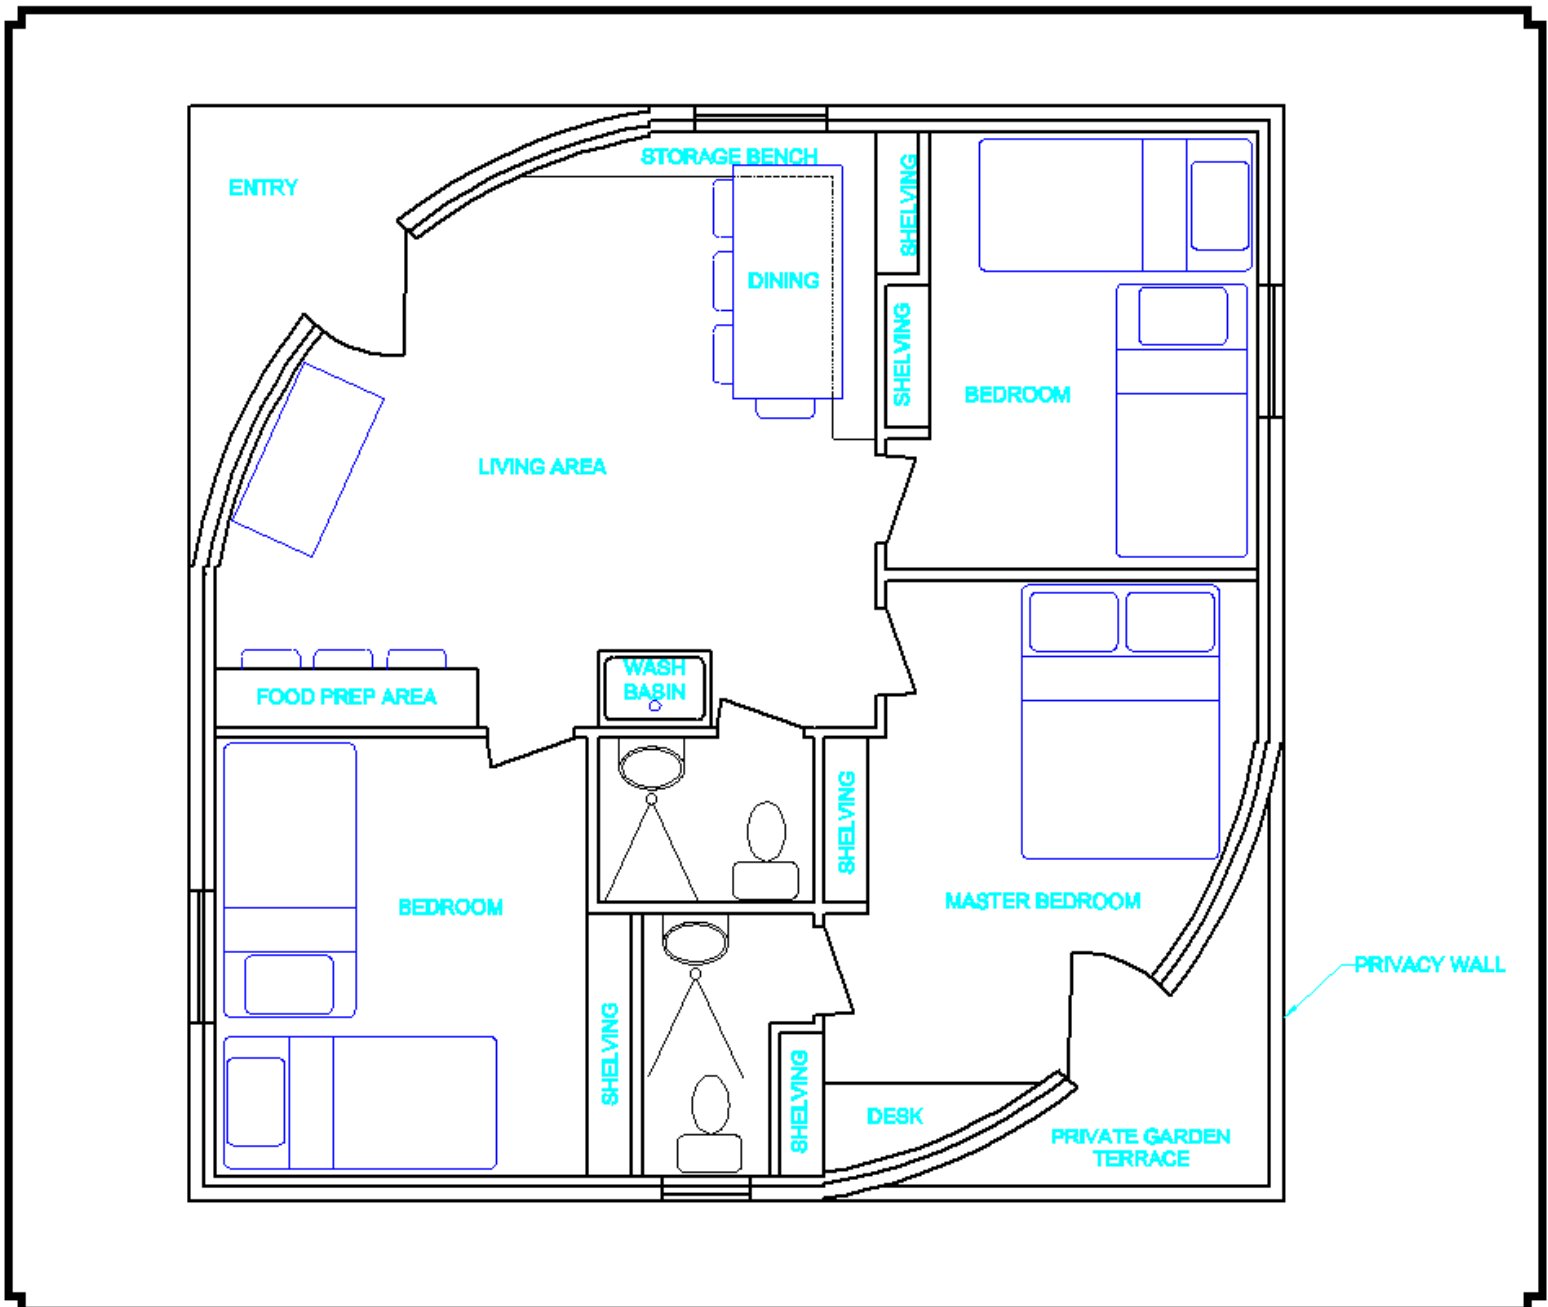 STORAGE BENCH
ENTRY
SHELVING
DINING
SHELVING
BEDROOM
LIVING AREA
WASH
BASIN
FOOD PREP AREA
SHELVING
BEDROOM
MASTER BEDROOM
PRIVACY WALL
SHELVING
SHELVING
DESK
PRIVATE GARDEN
TERRACE